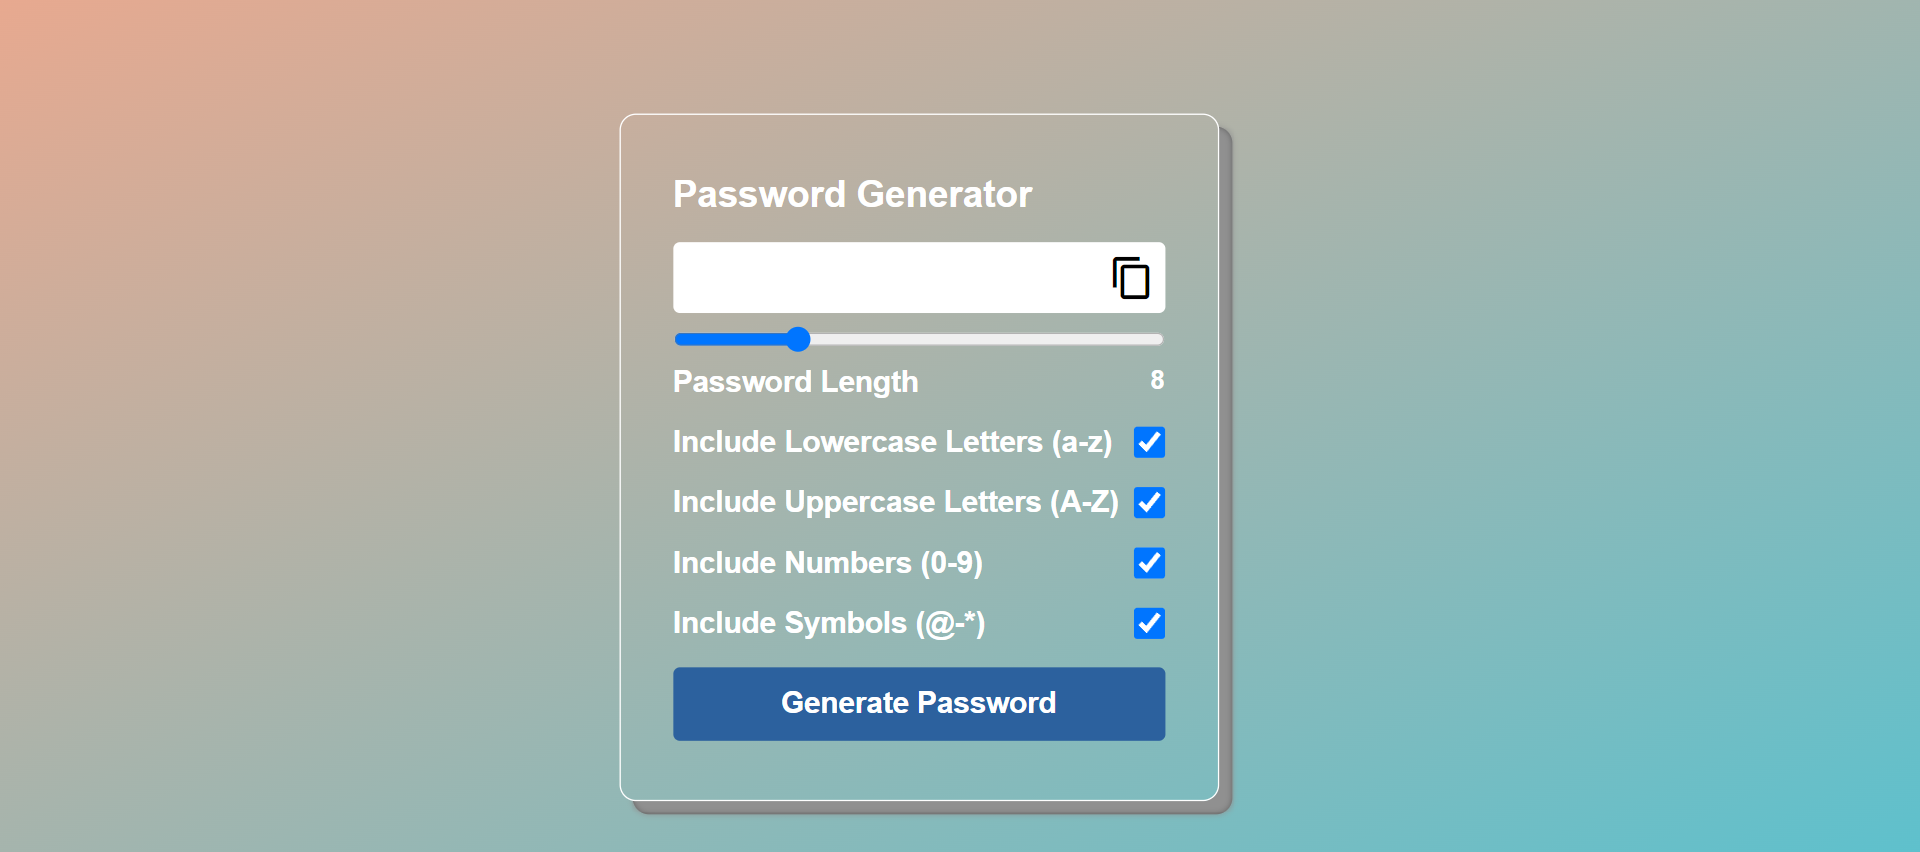 Password Generator
Password Length 8
Include Lowercase Letters (a-z)
Include Uppercase Letters (A-Z)
Include Numbers (0-9)
Include Symbols (@-*)
Generate Password